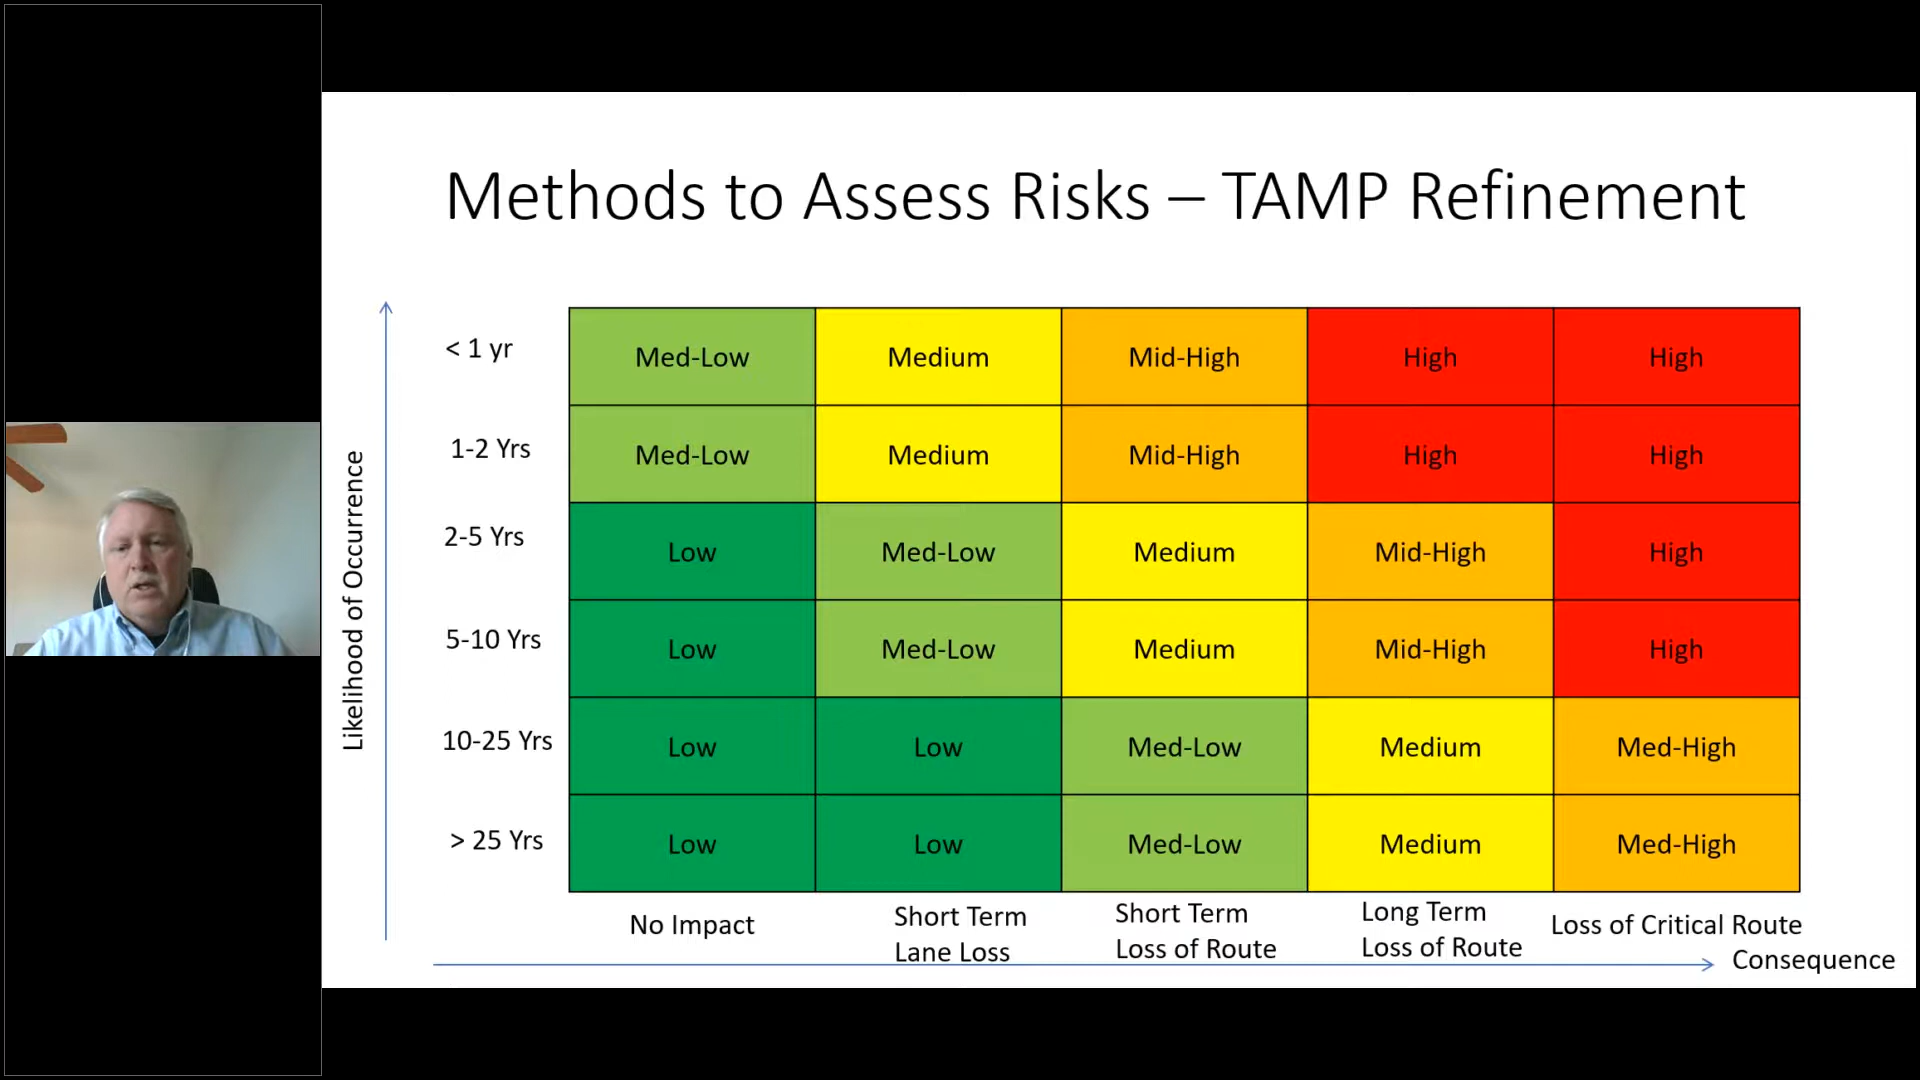 Methods to Assess Risks – TAMP Refinement
Likelihood of Occurrence
< 1 yr Med-Low Medium Mid-High High High
1-2 Yrs Med-Low Medium Mid-High High High
2-5 Yrs Low Med-Low Medium Mid-High High
5-10 Yrs Low Med-Low Medium Mid-High High
10-25 Yrs Low Low Med-Low Medium Med-High
> 25 Yrs Low Low Med-Low Medium Med-High
No Impact
Short Term
Lane Loss
Short Term
Loss of Route
Long Term
Loss of Route
Loss of Critical Route
Consequence